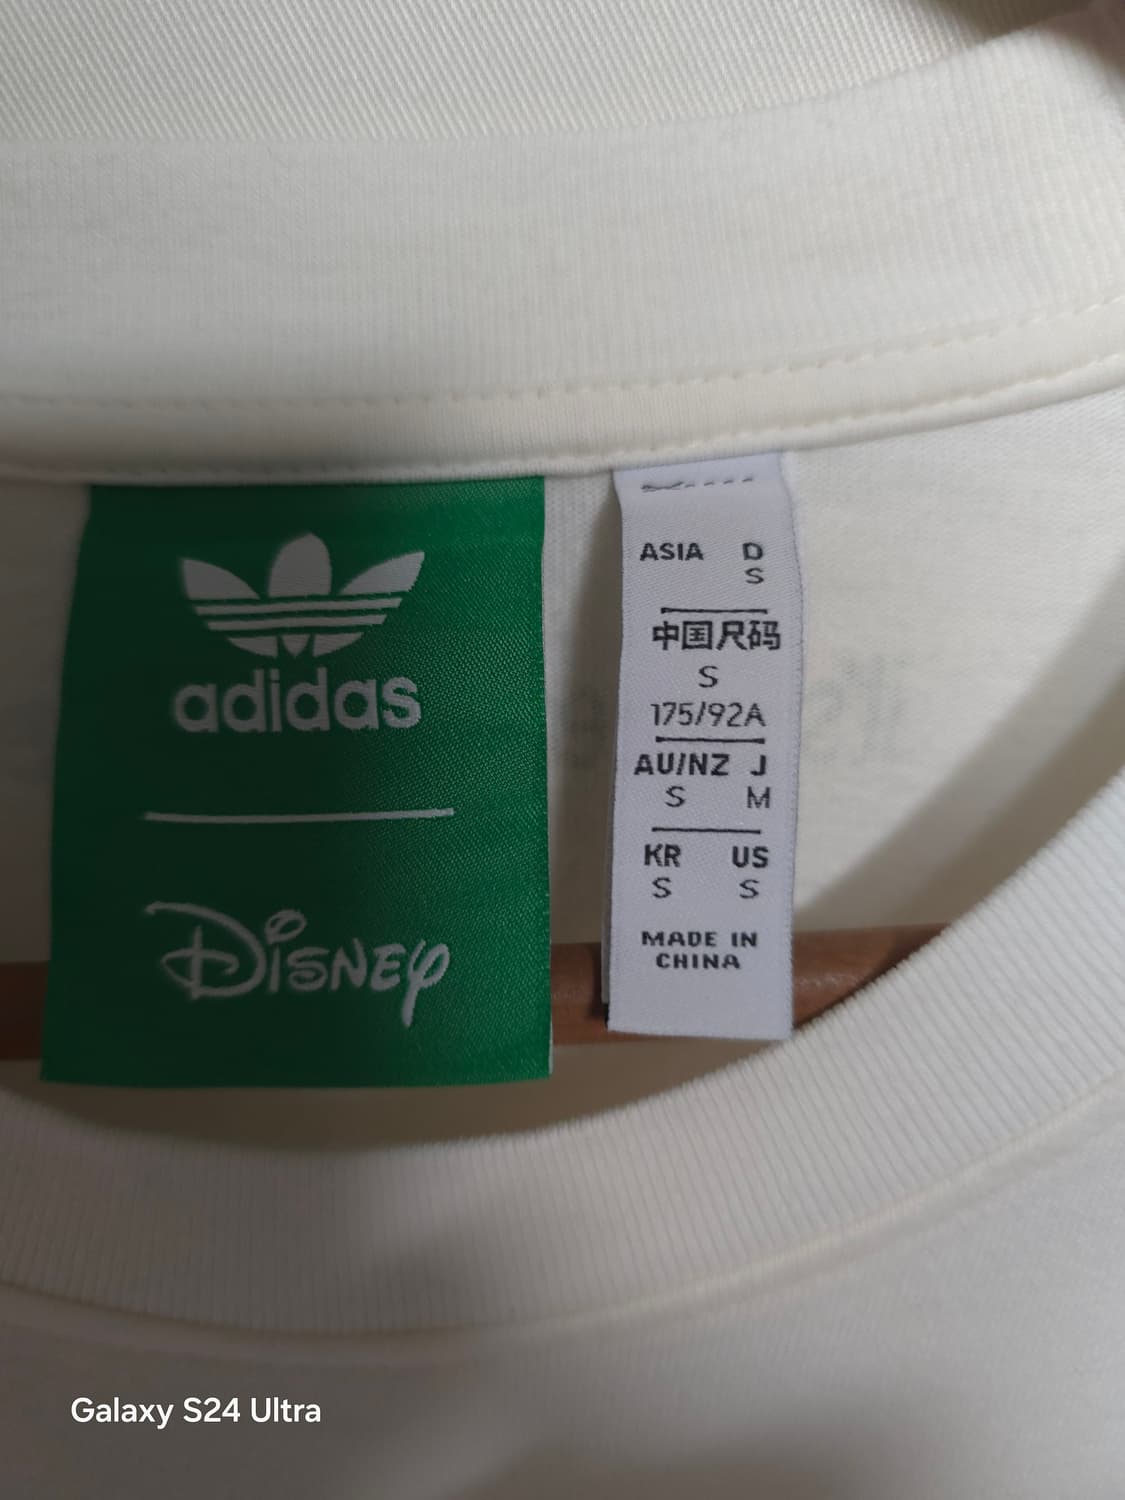 adidas
Disney
ASIA D
S
中国尺码
S
175/92A
AU/NZ J
S M
KR US
S S
MADE IN
CHINA
Galaxy S24 Ultra